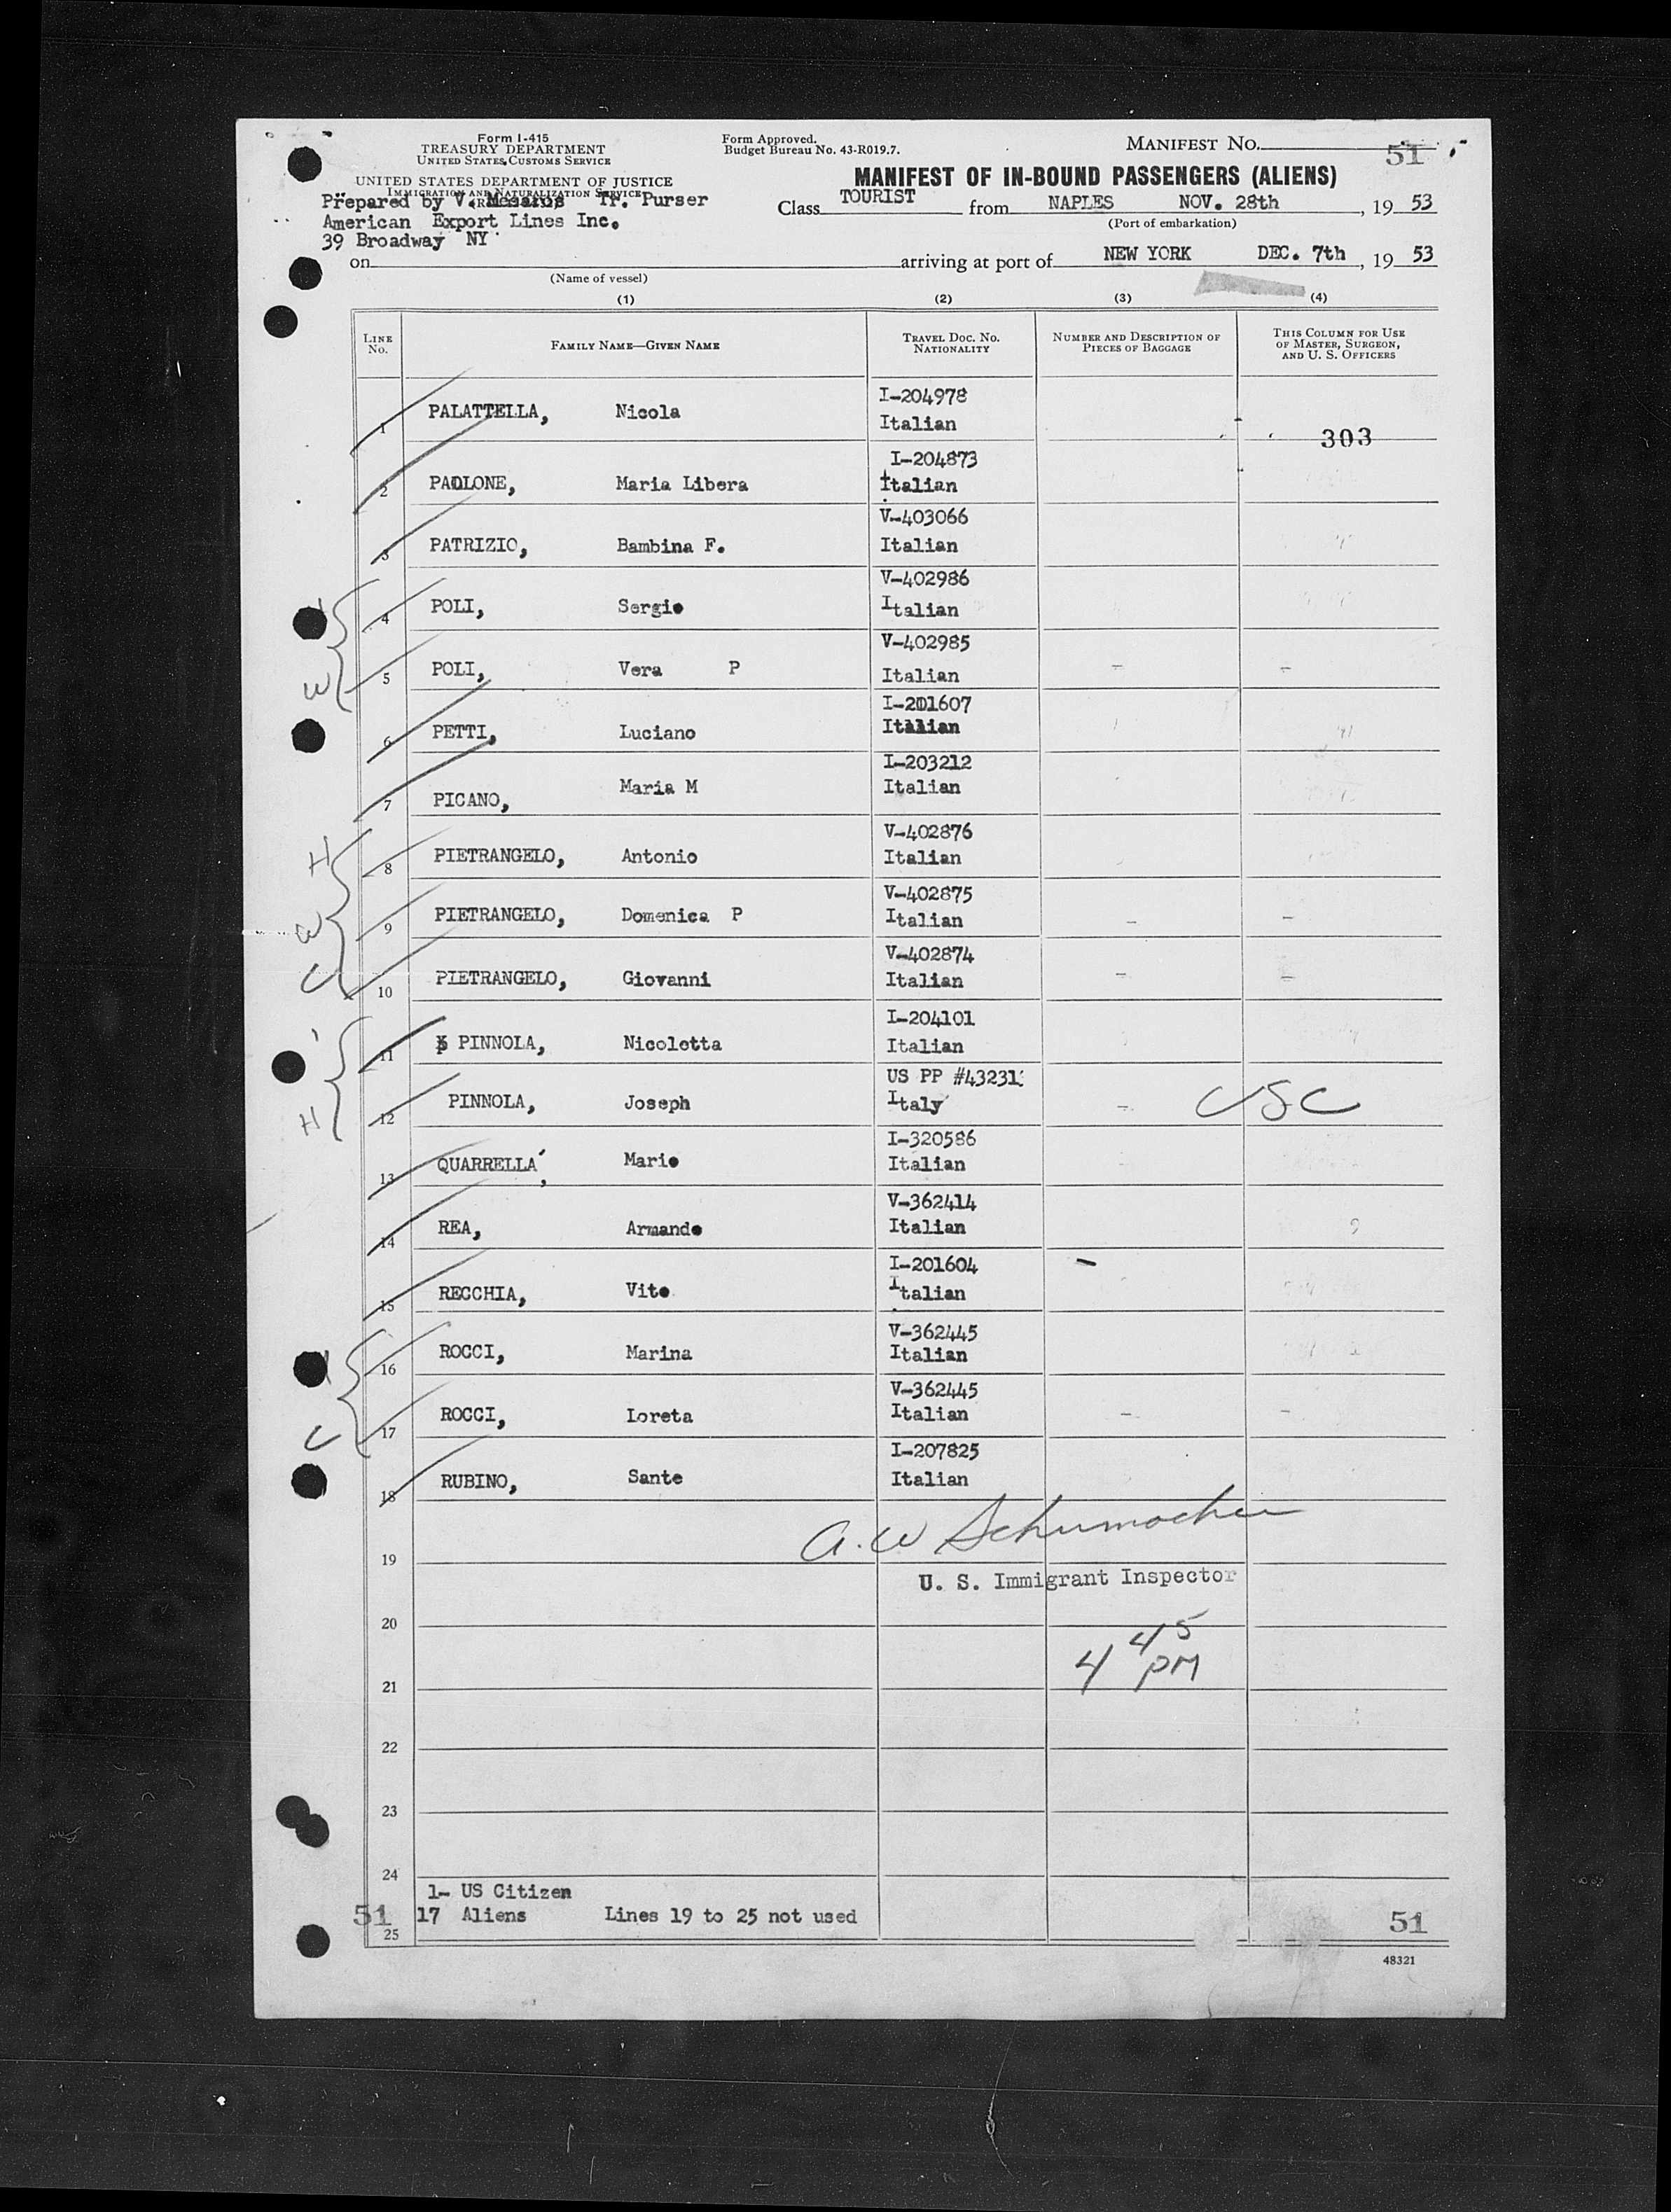 Form I-415
TREASURY DEPARTMENT
UNITED STATES CUSTOMS SERVICE
Form Approved.
Budget Bureau No. 43-R019.7.
MANIFEST NO. 51
UNITED STATES DEPARTMENT OF JUSTICE
IMMIGRATION AND NATURALIZATION SERVICE
MANIFEST OF IN-BOUND PASSENGERS (ALIENS)
Prepared by V. Tr. Purser
American Export Lines Inc.
39 Broadway NY
Class TOURIST from NAPLES NOV. 28th, 19 53
(Port of embarkation)
on arriving at port of NEW YORK DEC. 7th, 19 53
(Name of vessel)
(1) (2) (3) (4)
LINE NO. FAMILY NAME—GIVEN NAME TRAVEL DOC. NO. NATIONALITY NUMBER AND DESCRIPTION OF PIECES OF BAGGAGE THIS COLUMN FOR USE OF MASTER, SURGEON, AND U. S. OFFICERS
1 PALATTELLA, Nicola I-204978 Italian 303
2 PAOLONE, Maria Libera I-204873 Italian
3 PATRIZIO, Bambina F. V-403066 Italian
4 POLI, Sergio V-402986 Italian
W 5 POLI, Vera P V-402985 Italian - -
6 PETTI, Luciano I-201607 Italian
7 PICANO, Maria M I-203212 Italian
H 8 PIETRANGELO, Antonio V-402876 Italian
W 9 PIETRANGELO, Domenica P V-402875 Italian - -
C 10 PIETRANGELO, Giovanni V-402874 Italian - -
11 PINNOLA, Nicoletta I-204101 Italian
H 12 PINNOLA, Joseph US PP #43231 Italy - USC
13 QUARRELLA, Mario I-320586 Italian
14 REA, Armando V-362414 Italian
15 RECCHIA, Vito I-201604 Italian -
16 ROCCI, Marina V-362445 Italian
C 17 ROCCI, Loreta V-362445 Italian - -
18 RUBINO, Sante I-207825 Italian
A. W Schumacher
19
U. S. Immigrant Inspector
20
4 45 PM
21
22
23
24
1- US Citizen
51 17 Aliens Lines 19 to 25 not used 51
25
48321